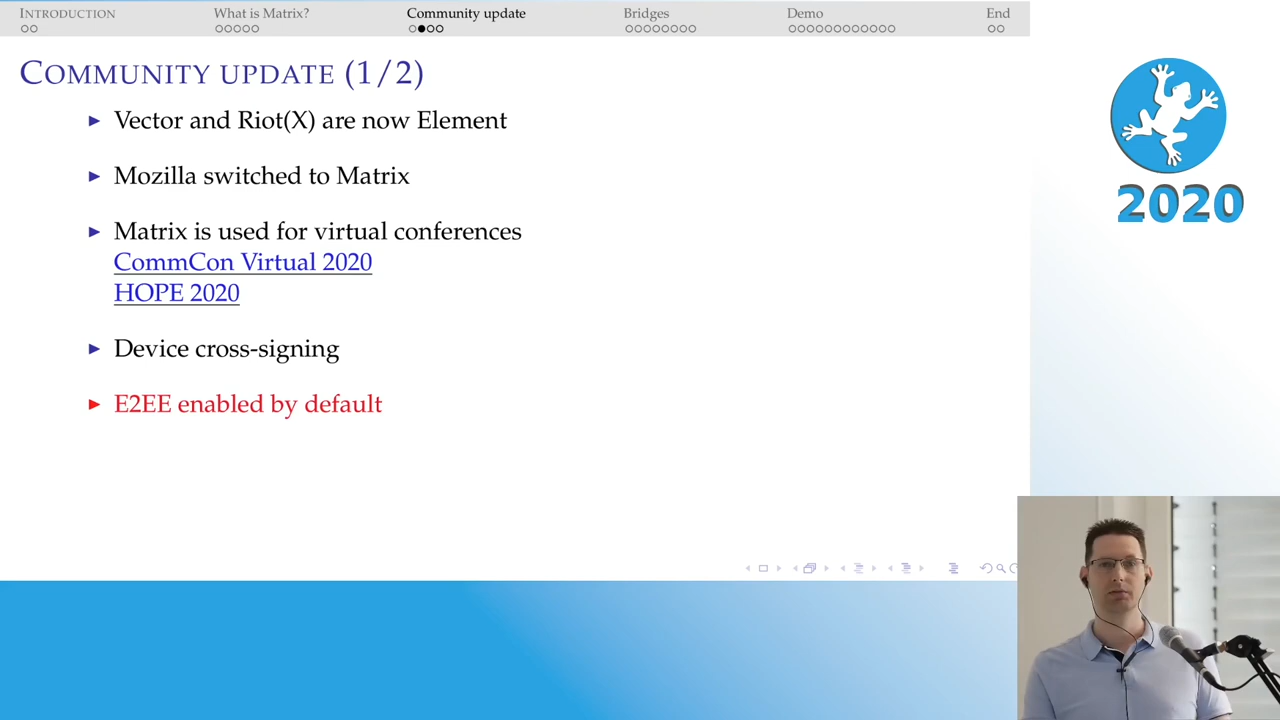 INTRODUCTION
What is Matrix?
Community update
Bridges
Demo
End
COMMUNITY UPDATE (1/2)
Vector and Riot(X) are now Element
Mozilla switched to Matrix
Matrix is used for virtual conferences
CommCon Virtual 2020
HOPE 2020
Device cross-signing
E2EE enabled by default
2020